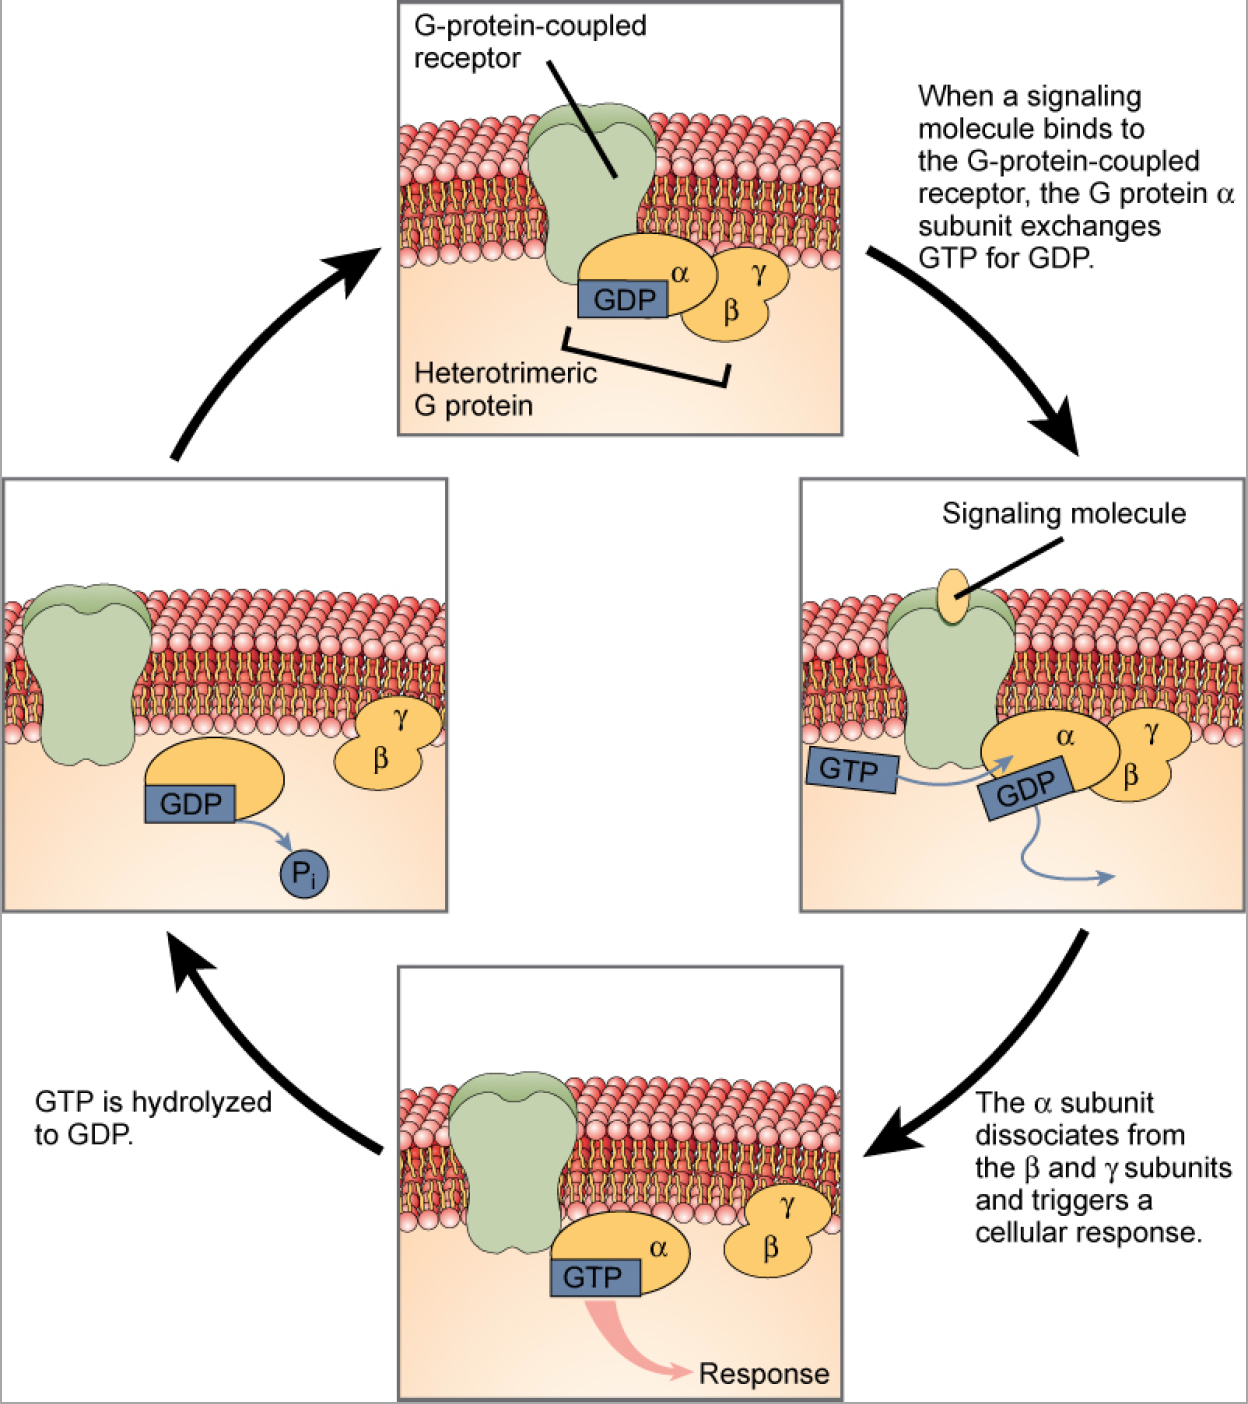 G-protein-coupled
receptor
α
γ
β
GDP
Heterotrimeric
G protein
When a signaling
molecule binds to
the G-protein-coupled
receptor, the G protein α
subunit exchanges
GTP for GDP.
Signaling molecule
α
γ
β
GTP
GDP
The α subunit
dissociates from
the β and γ subunits
and triggers a
cellular response.
γ
β
α
GTP
Response
GTP is hydrolyzed
to GDP.
γ
β
GDP
Pi